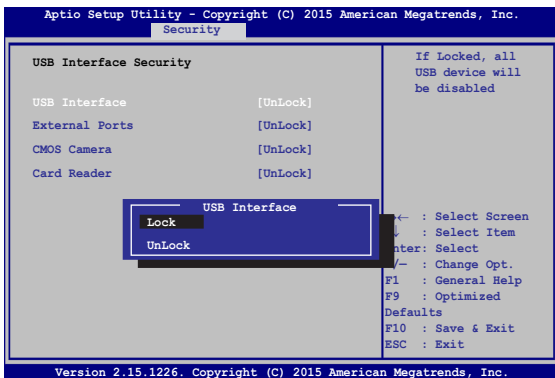 Aptio Setup Utility - Copyright (C) 2015 American Megatrends, Inc.
Security
USB Interface Security
USB Interface [UnLock]
External Ports [UnLock]
CMOS Camera [UnLock]
Card Reader [UnLock]
If Locked, all
USB device will
be disabled
USB Interface
Lock
UnLock
← : Select Screen
↓ : Select Item
nter: Select
/— : Change Opt.
F1 : General Help
F9 : Optimized
Defaults
F10 : Save & Exit
ESC : Exit
Version 2.15.1226. Copyright (C) 2015 American Megatrends, Inc.